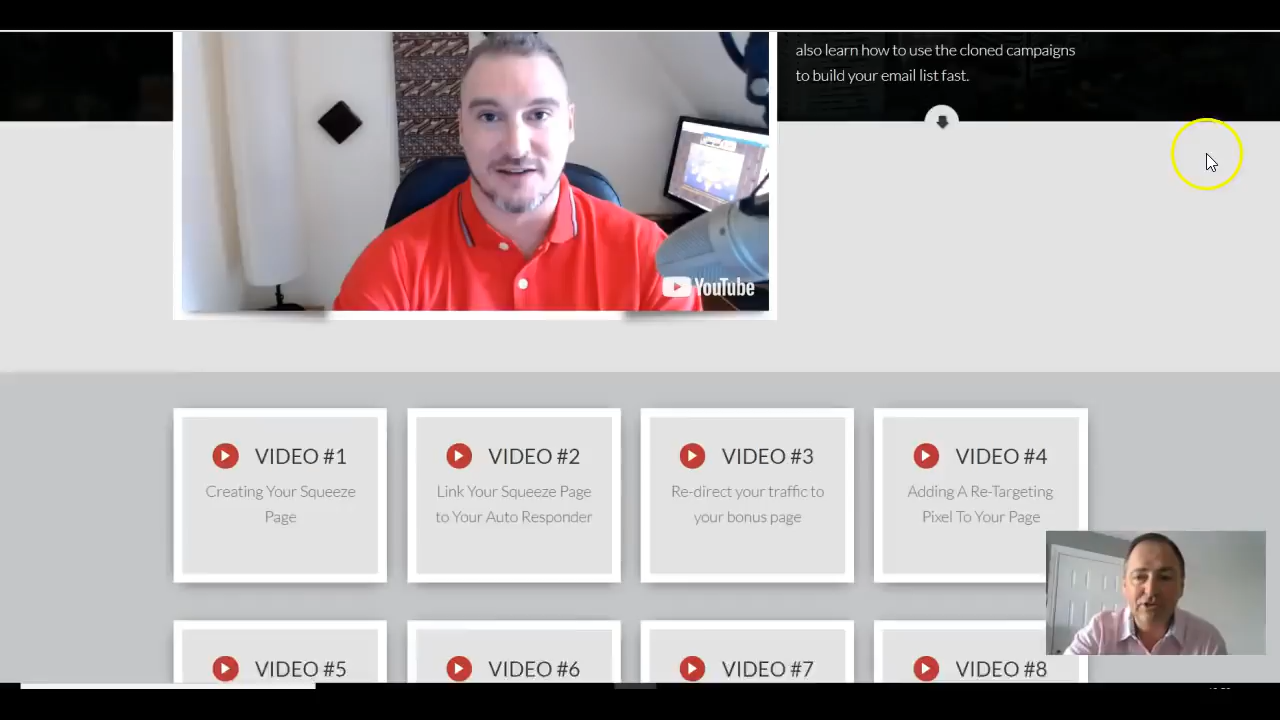 also learn how to use the cloned campaigns
to build your email list fast.
YouTube
VIDEO #1
Creating Your Squeeze
Page
VIDEO #2
Link Your Squeeze Page
to Your Auto Responder
VIDEO #3
Re-direct your traffic to
your bonus page
VIDEO #4
Adding A Re-Targeting
Pixel To Your Page
VIDEO #5
VIDEO #6
VIDEO #7
VIDEO #8